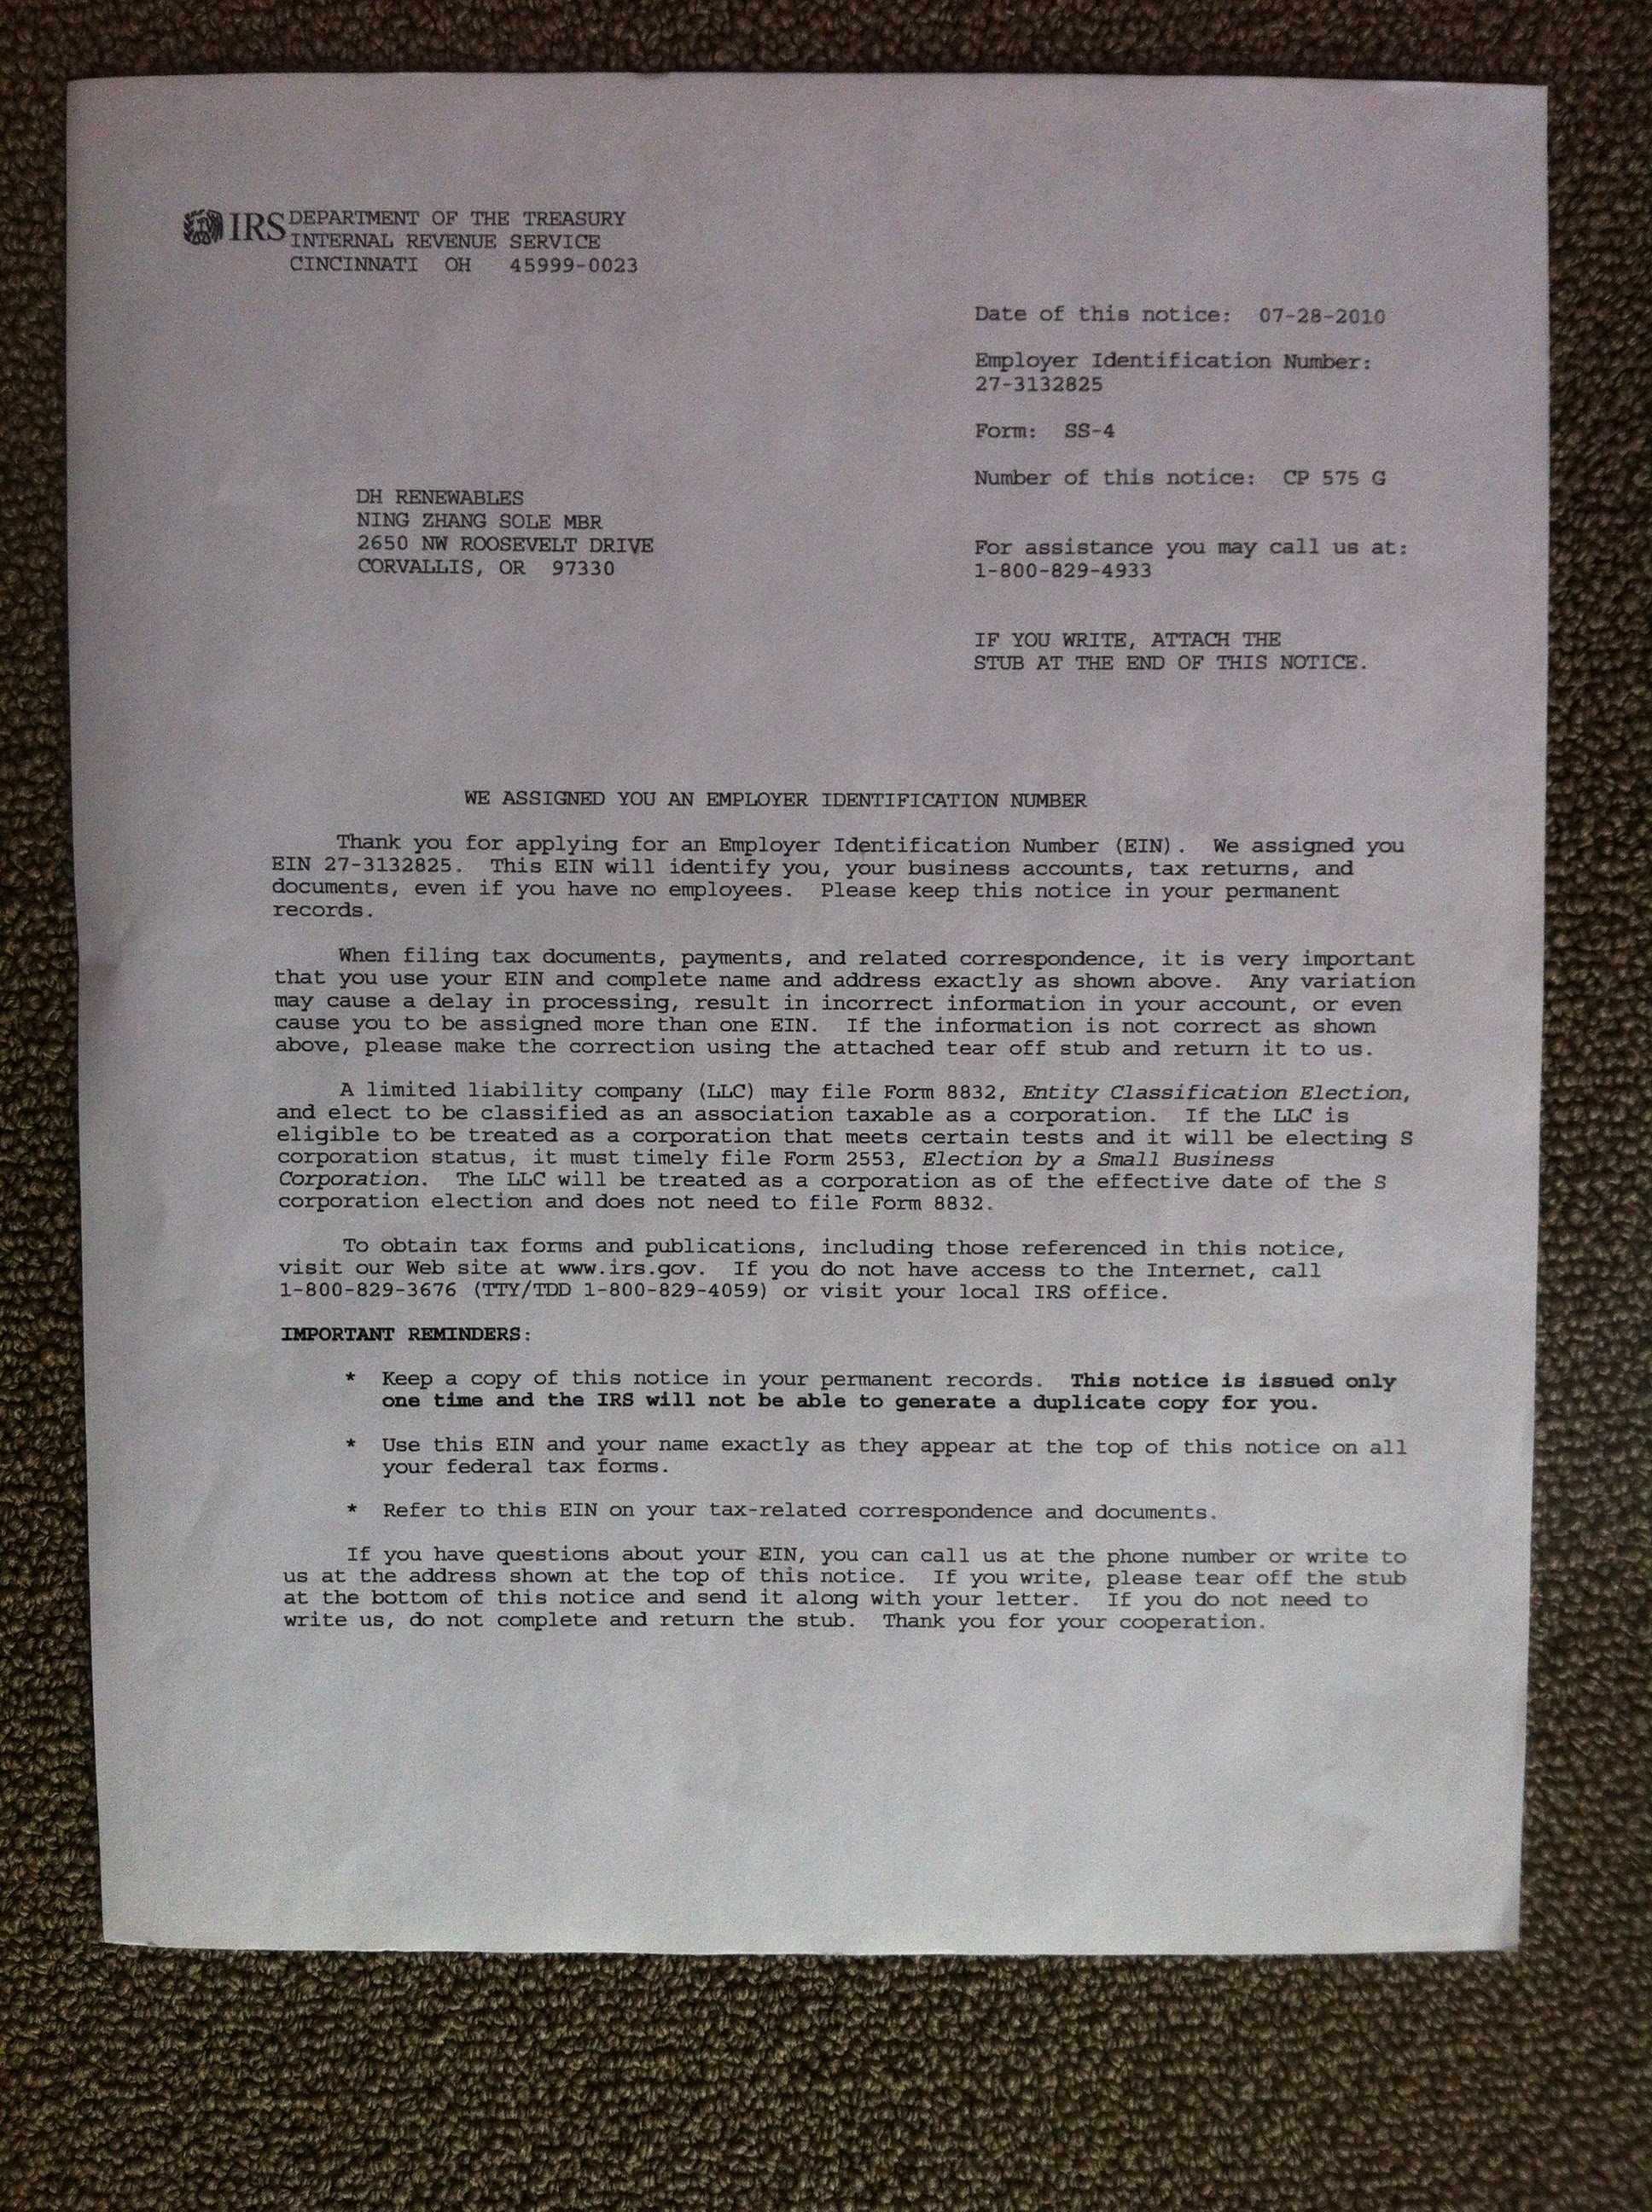 IRS DEPARTMENT OF THE TREASURY
INTERNAL REVENUE SERVICE
CINCINNATI OH 45999-0023
Date of this notice: 07-28-2010
Employer Identification Number:
27-3132825
Form: SS-4
Number of this notice: CP 575 G
DH RENEWABLES
NING ZHANG SOLE MBR
2650 NW ROOSEVELT DRIVE
CORVALLIS, OR 97330
For assistance you may call us at:
1-800-829-4933
IF YOU WRITE, ATTACH THE
STUB AT THE END OF THIS NOTICE.
WE ASSIGNED YOU AN EMPLOYER IDENTIFICATION NUMBER
Thank you for applying for an Employer Identification Number (EIN). We assigned you
EIN 27-3132825. This EIN will identify you, your business accounts, tax returns, and
documents, even if you have no employees. Please keep this notice in your permanent
records.
When filing tax documents, payments, and related correspondence, it is very important
that you use your EIN and complete name and address exactly as shown above. Any variation
may cause a delay in processing, result in incorrect information in your account, or even
cause you to be assigned more than one EIN. If the information is not correct as shown
above, please make the correction using the attached tear off stub and return it to us.
A limited liability company (LLC) may file Form 8832, Entity Classification Election,
and elect to be classified as an association taxable as a corporation. If the LLC is
eligible to be treated as a corporation that meets certain tests and it will be electing S
corporation status, it must timely file Form 2553, Election by a Small Business
Corporation. The LLC will be treated as a corporation as of the effective date of the S
corporation election and does not need to file Form 8832.
To obtain tax forms and publications, including those referenced in this notice,
visit our Web site at www.irs.gov. If you do not have access to the Internet, call
1-800-829-3676 (TTY/TDD 1-800-829-4059) or visit your local IRS office.
IMPORTANT REMINDERS:
* Keep a copy of this notice in your permanent records. This notice is issued only
one time and the IRS will not be able to generate a duplicate copy for you.
* Use this EIN and your name exactly as they appear at the top of this notice on all
your federal tax forms.
* Refer to this EIN on your tax-related correspondence and documents.
If you have questions about your EIN, you can call us at the phone number or write to
us at the address shown at the top of this notice. If you write, please tear off the stub
at the bottom of this notice and send it along with your letter. If you do not need to
write us, do not complete and return the stub. Thank you for your cooperation.